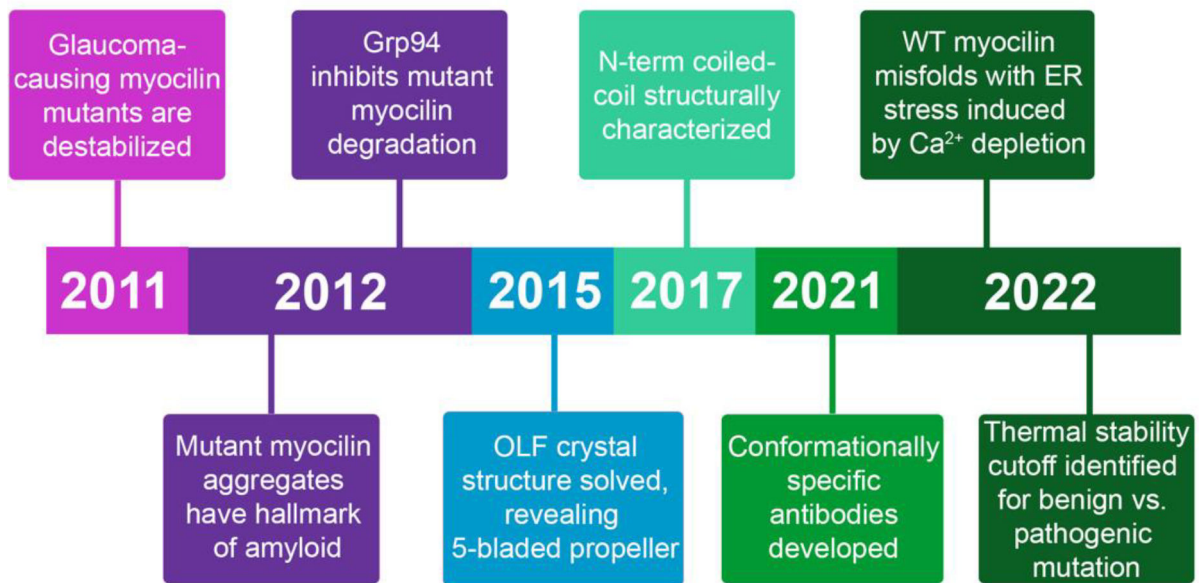 Glaucoma-
causing myocilin
mutants are
destabilized
Grp94
inhibits mutant
myocilin
degradation
N-term coiled-
coil structurally
characterized
WT myocilin
misfolds with ER
stress induced
by Ca²⁺ depletion
2011
2012
2015
2017
2021
2022
Mutant myocilin
aggregates
have hallmark
of amyloid
OLF crystal
structure solved,
revealing
5-bladed propeller
Conformationally
specific
antibodies
developed
Thermal stability
cutoff identified
for benign vs.
pathogenic
mutation